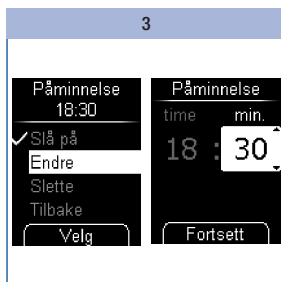 3
Påminnelse
18:30
Slå på
Endre
Slette
Tilbake
Velg
Påminnelse
time min.
18 : 30
Fortsett